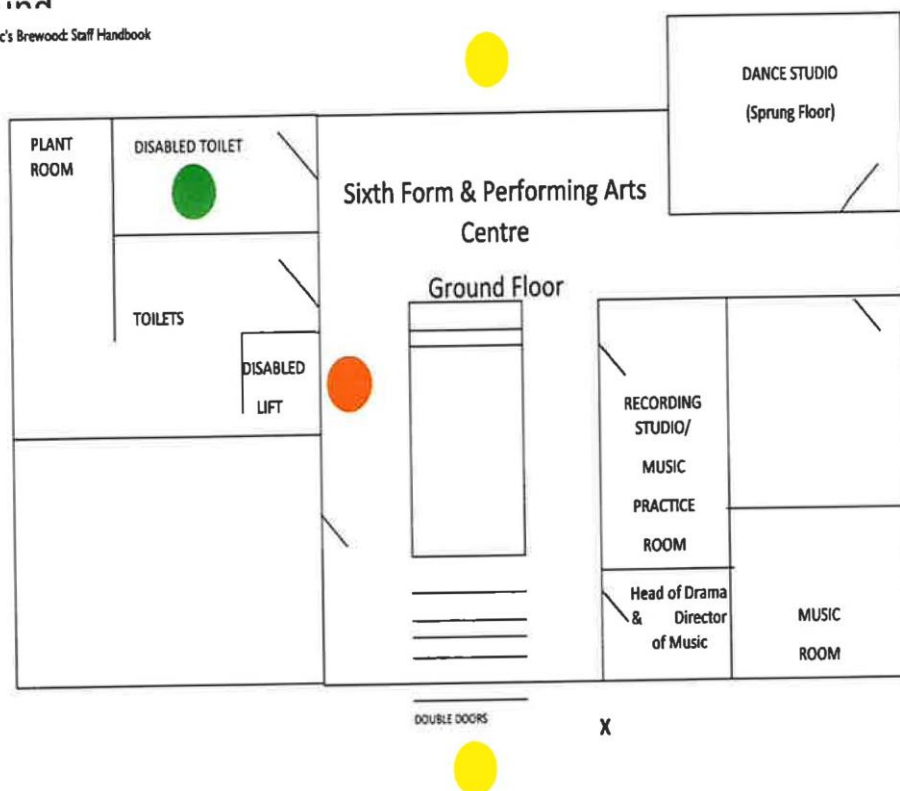 c's Brewood: Staff Handbook
DANCE STUDIO
(Sprung Floor)
PLANT
ROOM
DISABLED TOILET
Sixth Form & Performing Arts
Centre
Ground Floor
TOILETS
DISABLED
LIFT
RECORDING
STUDIO/
MUSIC
PRACTICE
ROOM
Head of Drama
& Director
of Music
MUSIC
ROOM
DOUBLE DOORS
X